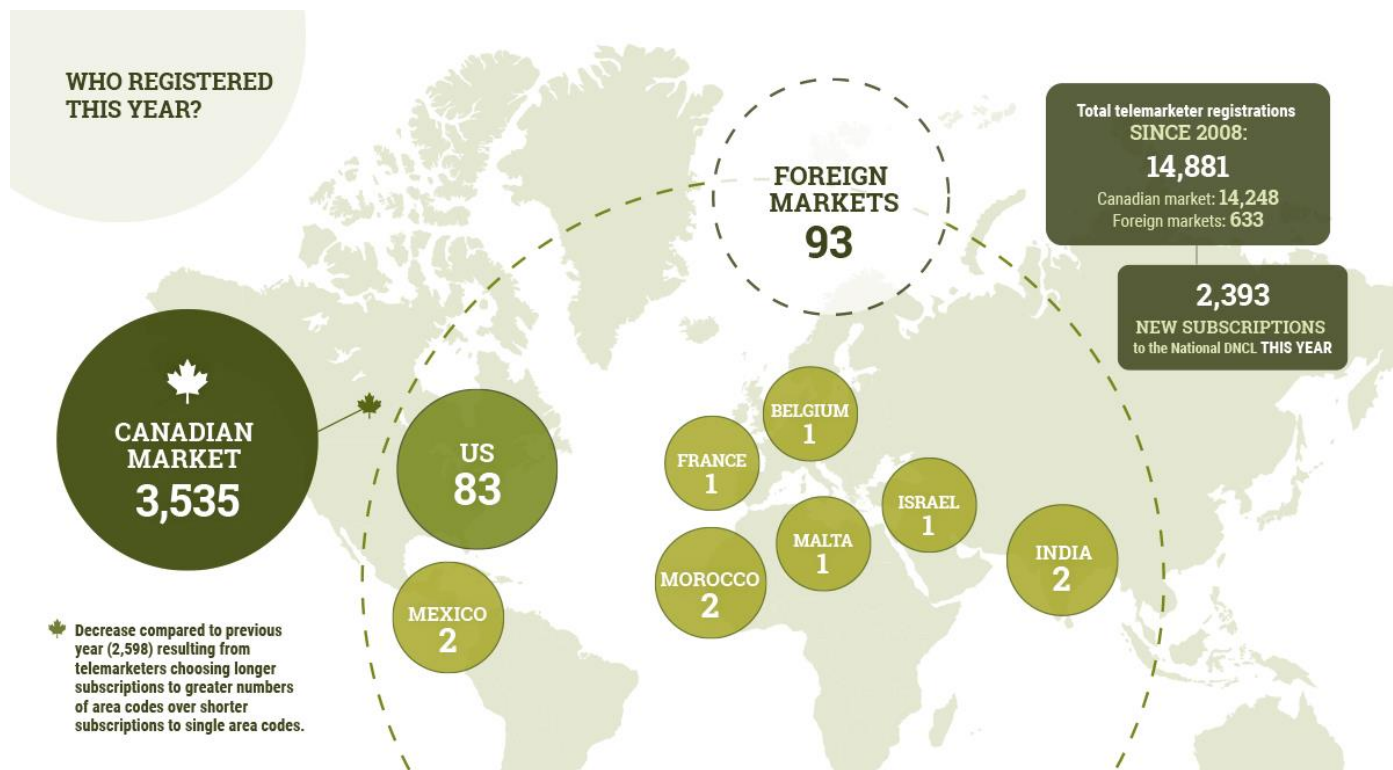 WHO REGISTERED
THIS YEAR?
FOREIGN
MARKETS
93
Total telemarketer registrations
SINCE 2008:
14,881
Canadian market: 14,248
Foreign markets: 633
2,393
NEW SUBSCRIPTIONS
to the National DNCL THIS YEAR
CANADIAN
MARKET
3,535
US
83
MEXICO
2
FRANCE
1
BELGIUM
1
MOROCCO
2
MALTA
1
ISRAEL
1
INDIA
2
Decrease compared to previous
year (2,598) resulting from
telemarketers choosing longer
subscriptions to greater numbers
of area codes over shorter
subscriptions to single area codes.